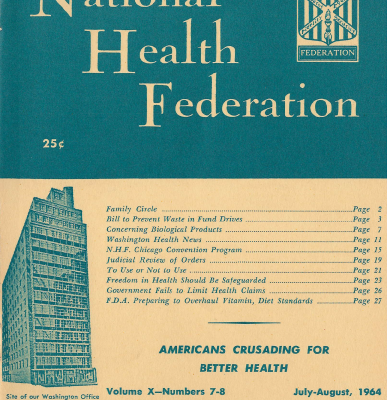 National
Health
Federation
FEDERATION
25¢
Family Circle ... Page 2
Bill to Prevent Waste in Fund Drives ... Page 3
Concerning Biological Products ... Page 7
Washington Health News ... Page 11
N.H.F. Chicago Convention Program ... Page 15
Judicial Review of Orders ... Page 19
To Use or Not to Use ... Page 21
Freedom in Health Should Be Safeguarded ... Page 23
Government Fails to Limit Health Claims ... Page 26
F.D.A. Preparing to Overhaul Vitamin, Diet Standards ... Page 27
AMERICANS CRUSADING FOR
BETTER HEALTH
Site of our Washington Office
Volume X—Numbers 7-8 July-August, 1964